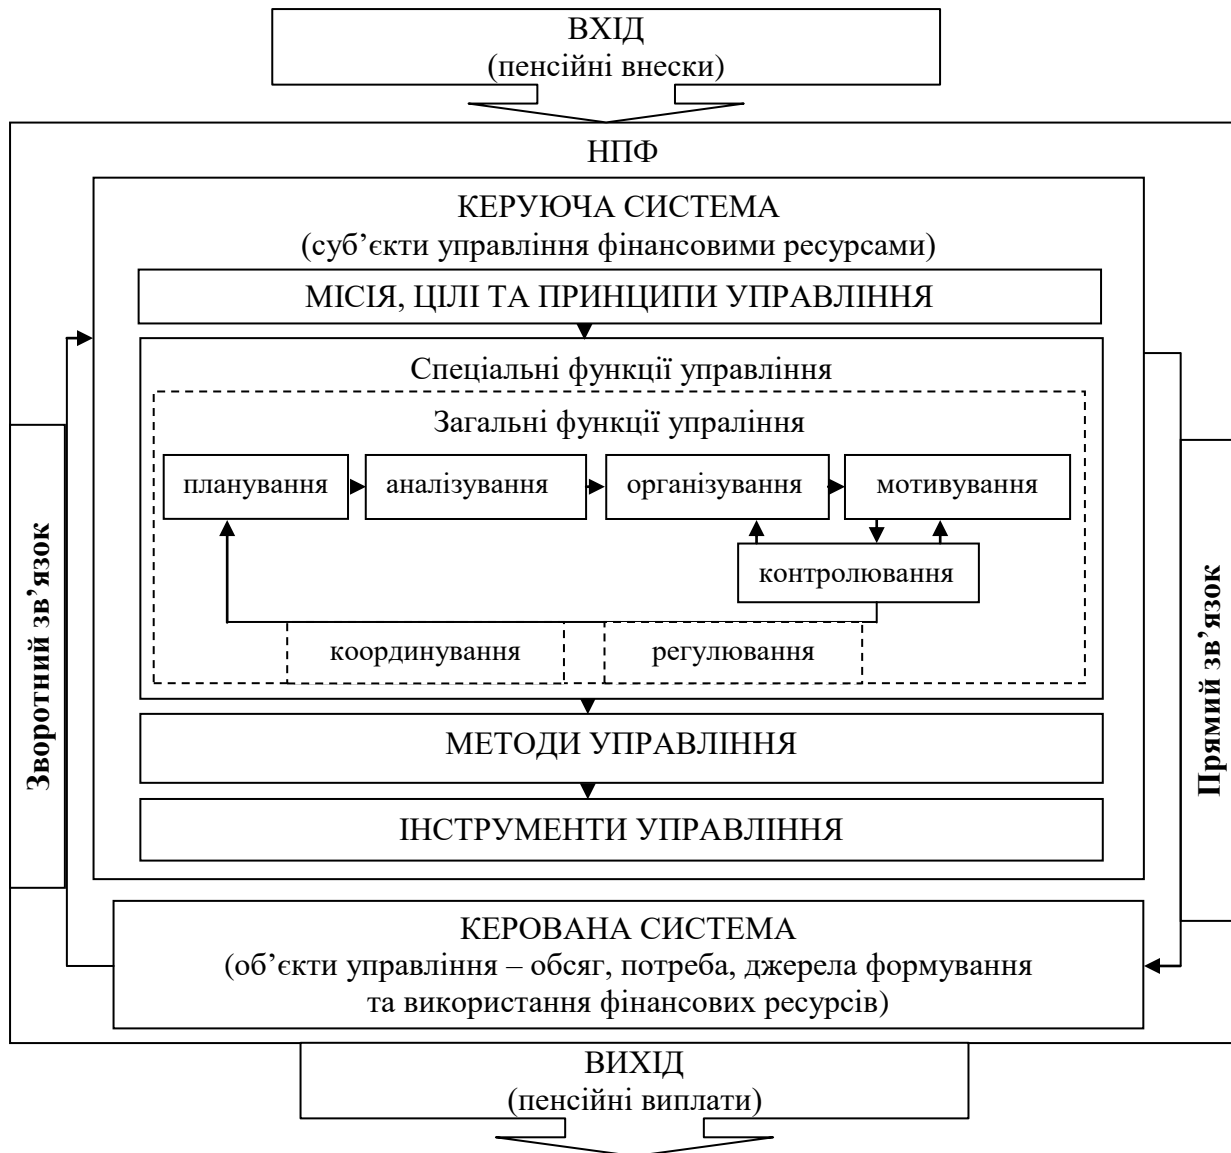 ВХІД
(пенсійні внески)
НПФ
КЕРУЮЧА СИСТЕМА
(суб’єкти управління фінансовими ресурсами)
МІСІЯ, ЦІЛІ ТА ПРИНЦИПИ УПРАВЛІННЯ
Спеціальні функції управління
Загальні функції упраління
планування
аналізування
організування
мотивування
контролювання
координування
регулювання
МЕТОДИ УПРАВЛІННЯ
ІНСТРУМЕНТИ УПРАВЛІННЯ
Зворотний зв’язок
Прямий зв’язок
КЕРОВАНА СИСТЕМА
(об’єкти управління – обсяг, потреба, джерела формування
та використання фінансових ресурсів)
ВИХІД
(пенсійні виплати)